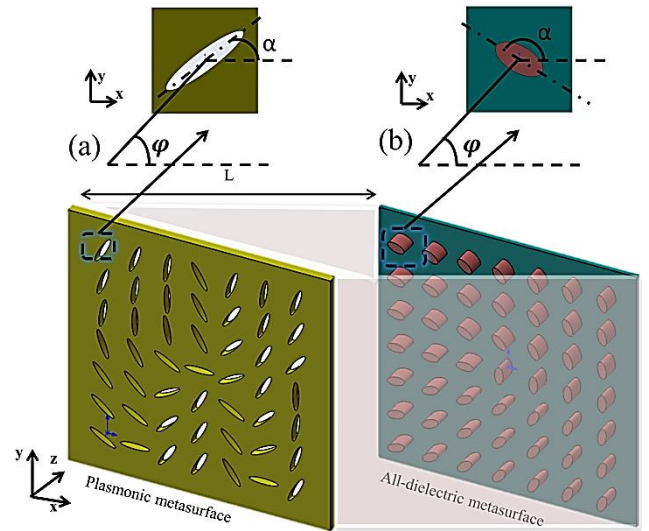 α
y
x
(a)
φ
L
α
y
x
(b)
φ
y
z
x
Plasmonic metasurface
All-dielectric metasurface